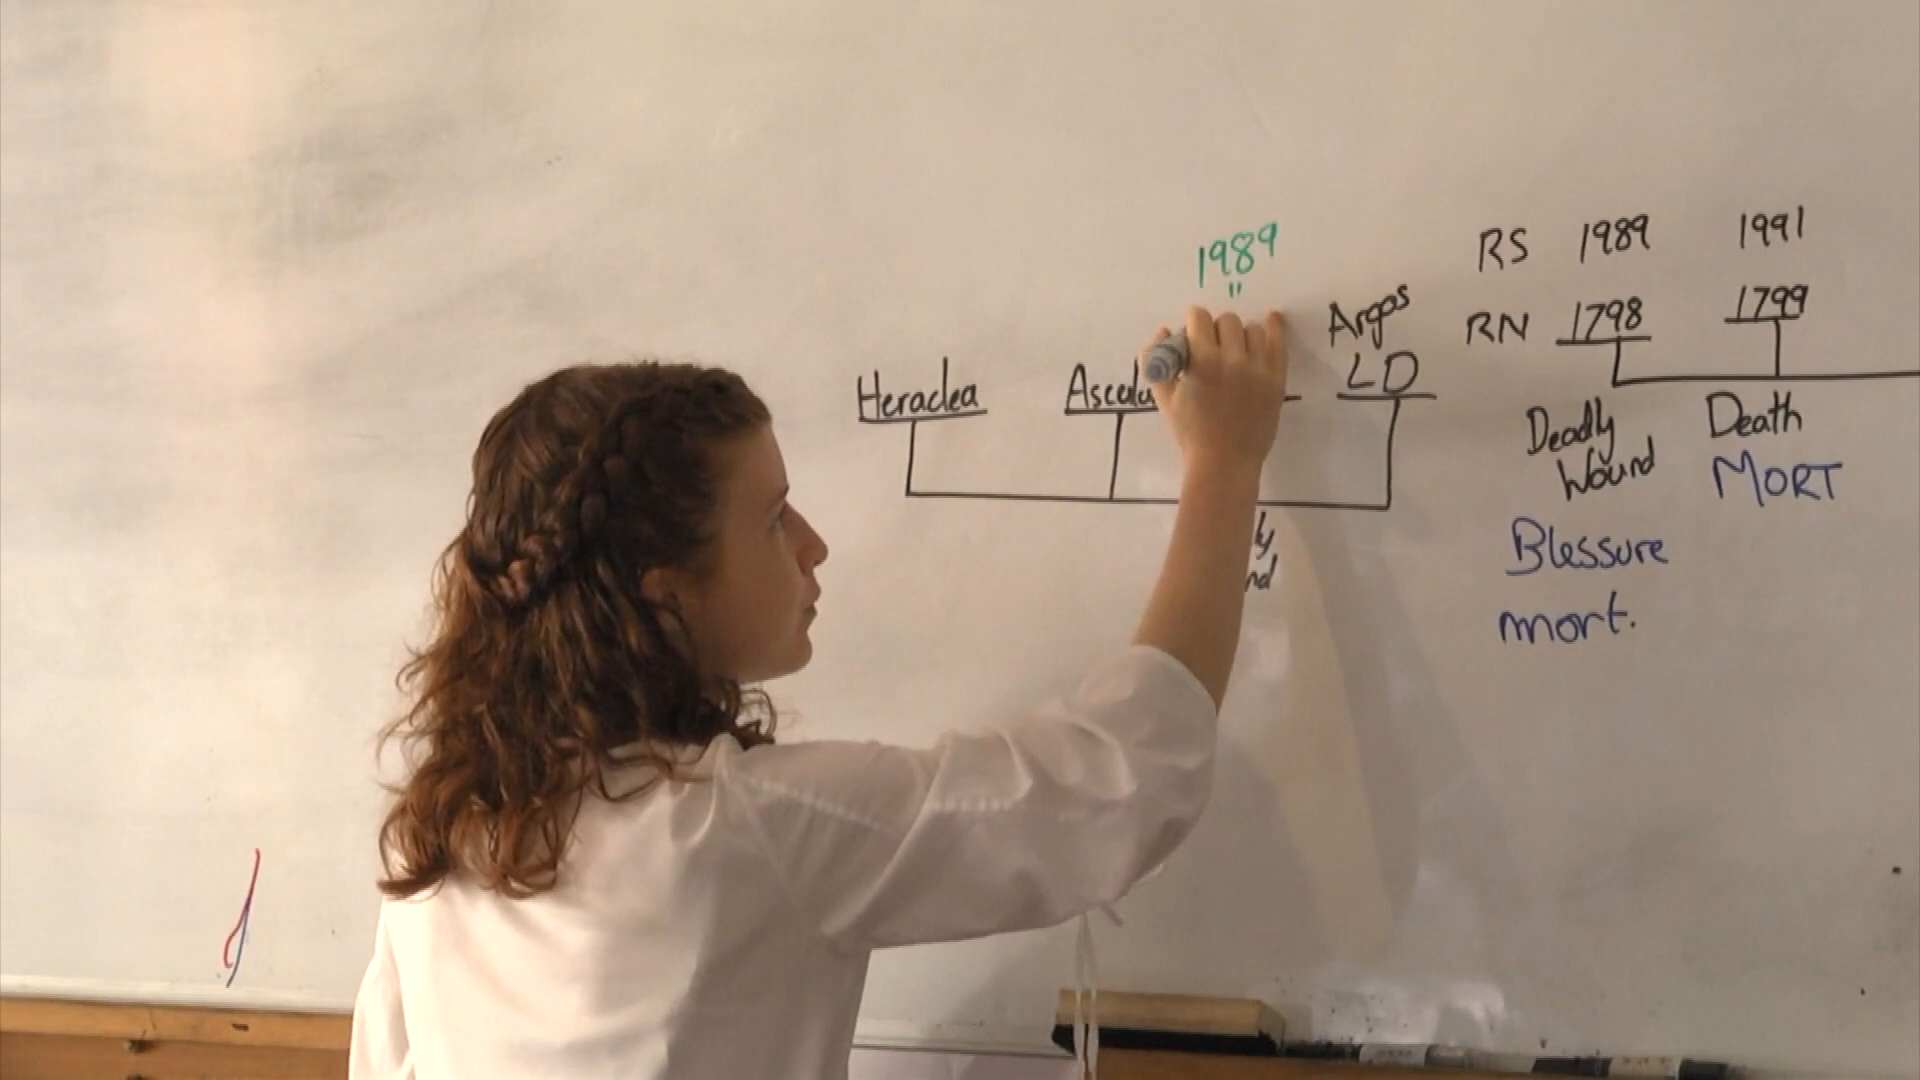 1989
"
Heraclea
Argos
LD
RS 1989 1991
RN 1798 1799
Deadly
Wound
Death
MORT
Blessure
mort.